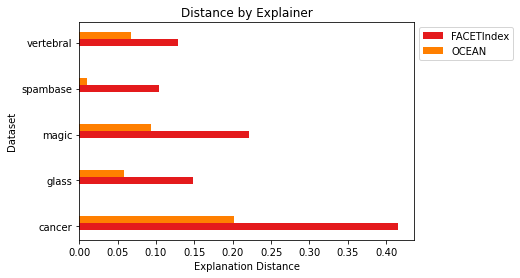 Distance by Explainer
FACETIndex
OCEAN
Dataset
vertebral
spambase
magic
glass
cancer
0.00 0.05 0.10 0.15 0.20 0.25 0.30 0.35 0.40
Explanation Distance